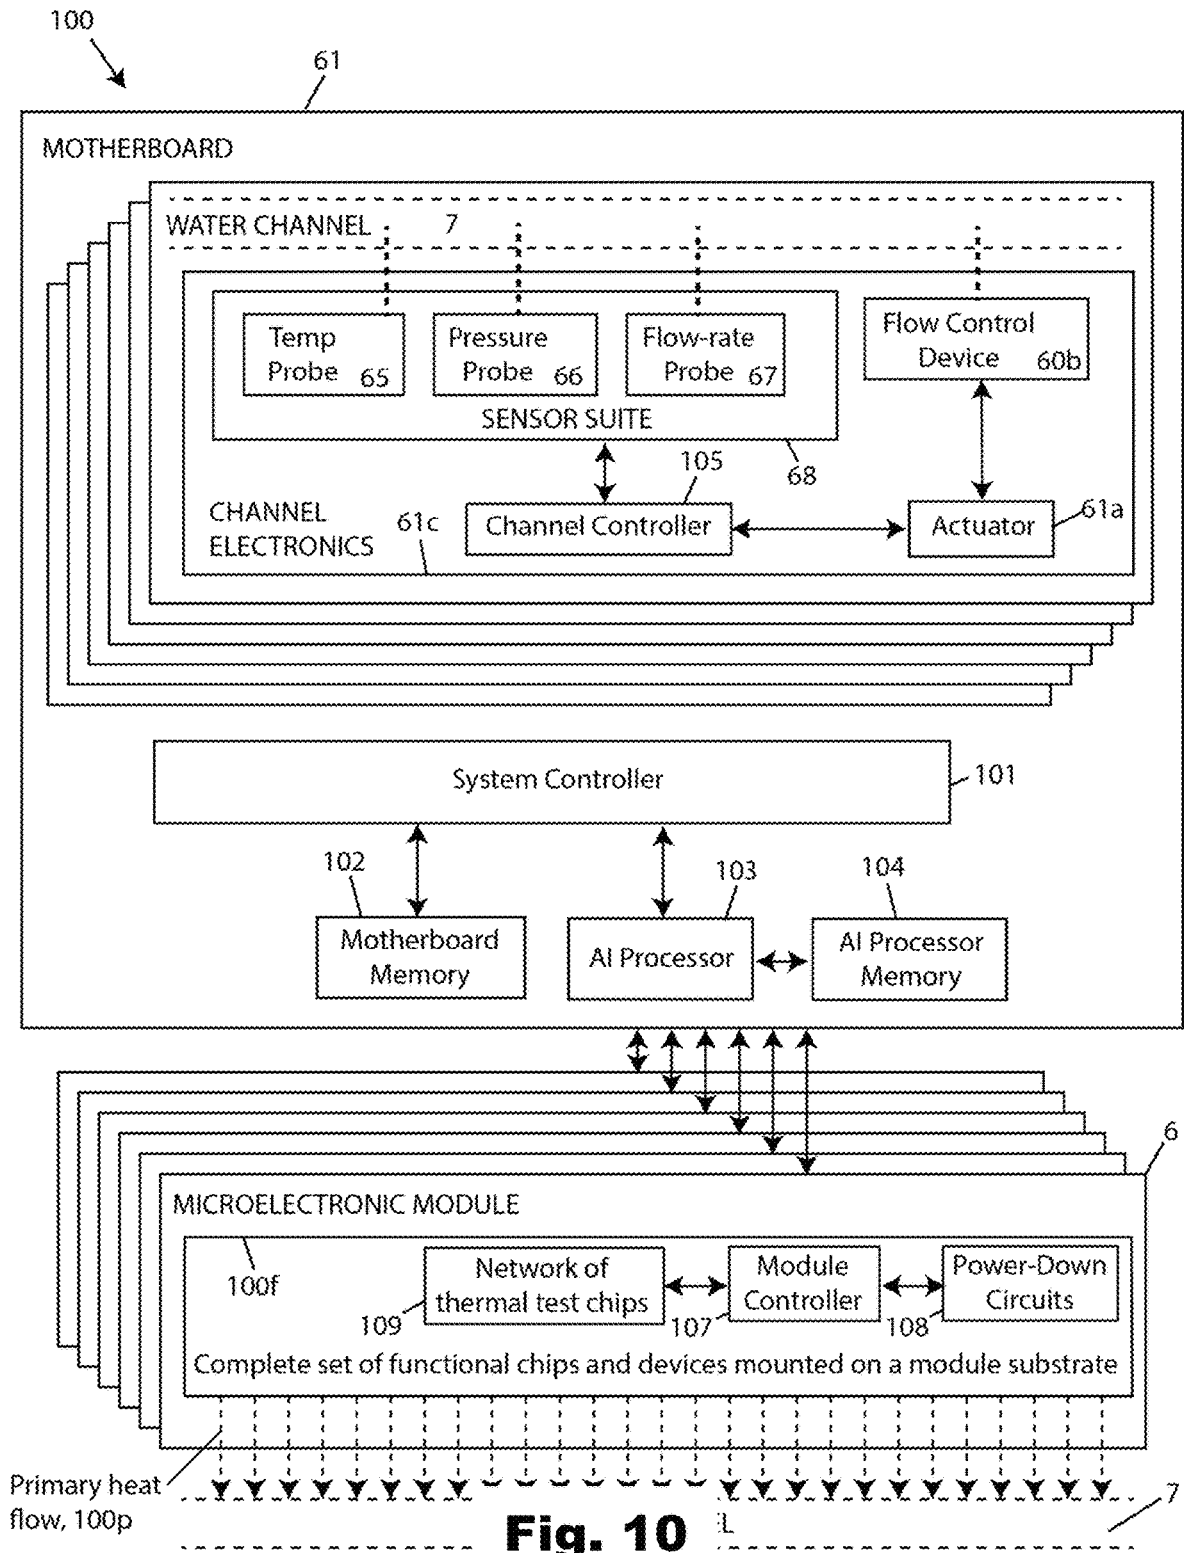 100
61
MOTHERBOARD
WATER CHANNEL 7
Temp
Probe 65
Pressure
Probe 66
Flow-rate
Probe 67
Flow Control
Device 60b
SENSOR SUITE
68
105
CHANNEL
ELECTRONICS
61c
Channel Controller
Actuator
61a
System Controller
101
102
103
104
Motherboard
Memory
AI Processor
AI Processor
Memory
6
MICROELECTRONIC MODULE
100f
Network of
thermal test chips
109
Module
Controller
107
Power-Down
Circuits
108
Complete set of functional chips and devices mounted on a module substrate
Primary heat
flow, 100p
7
Fig. 10